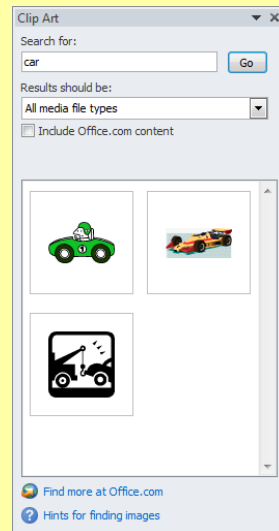 Clip Art
Search for:
car
Go
Results should be:
All media file types
Include Office.com content
1
Find more at Office.com
Hints for finding images